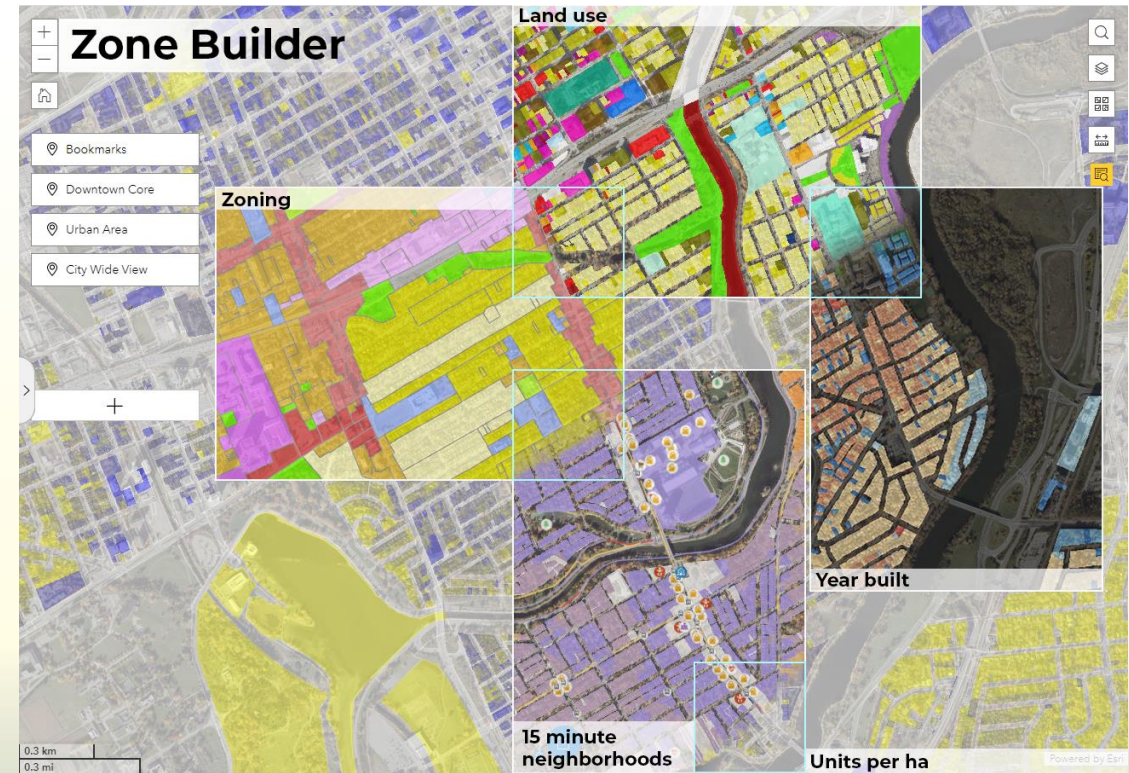 Zone Builder
Land use
Bookmarks
Downtown Core
Urban Area
City Wide View
Zoning
Year built
15 minute
neighborhoods
0.3 km
0.3 mi
Units per ha
Powered by Esri